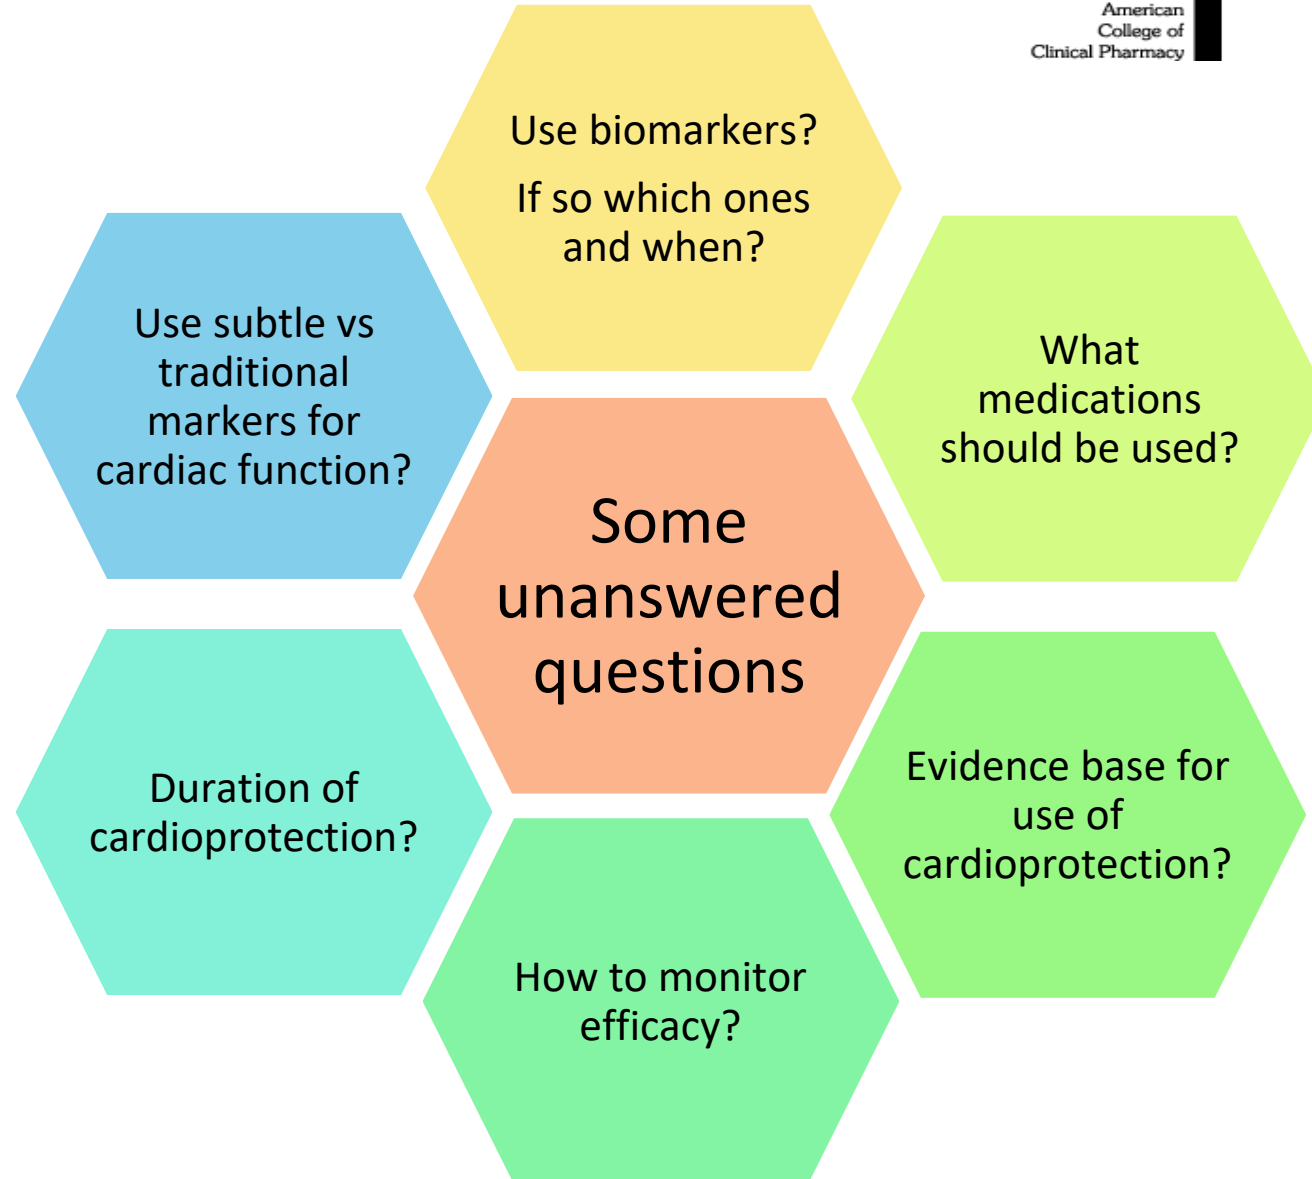 American
College of
Clinical Pharmacy
Use biomarkers?
If so which ones
and when?
Use subtle vs
traditional
markers for
cardiac function?
What
medications
should be used?
Some
unanswered
questions
Duration of
cardioprotection?
Evidence base for
use of
cardioprotection?
How to monitor
efficacy?